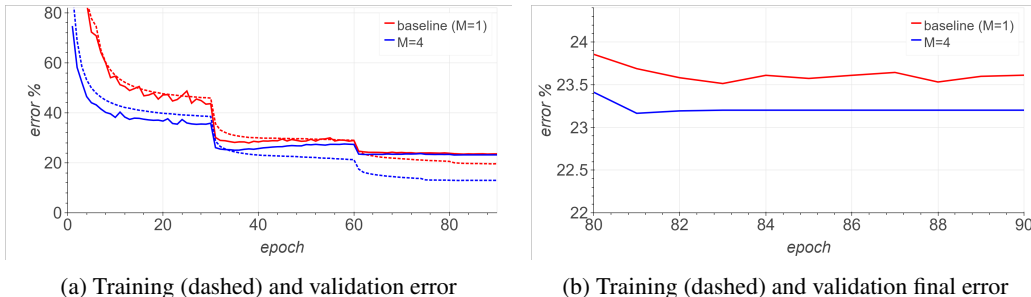 80
60
40
20
0
error %
0
20
40
60
80
epoch
baseline (M=1)
M=4
(a) Training (dashed) and validation error
24
23.5
23
22.5
22
error %
80
82
84
86
88
90
epoch
baseline (M=1)
M=4
(b) Training (dashed) and validation final error